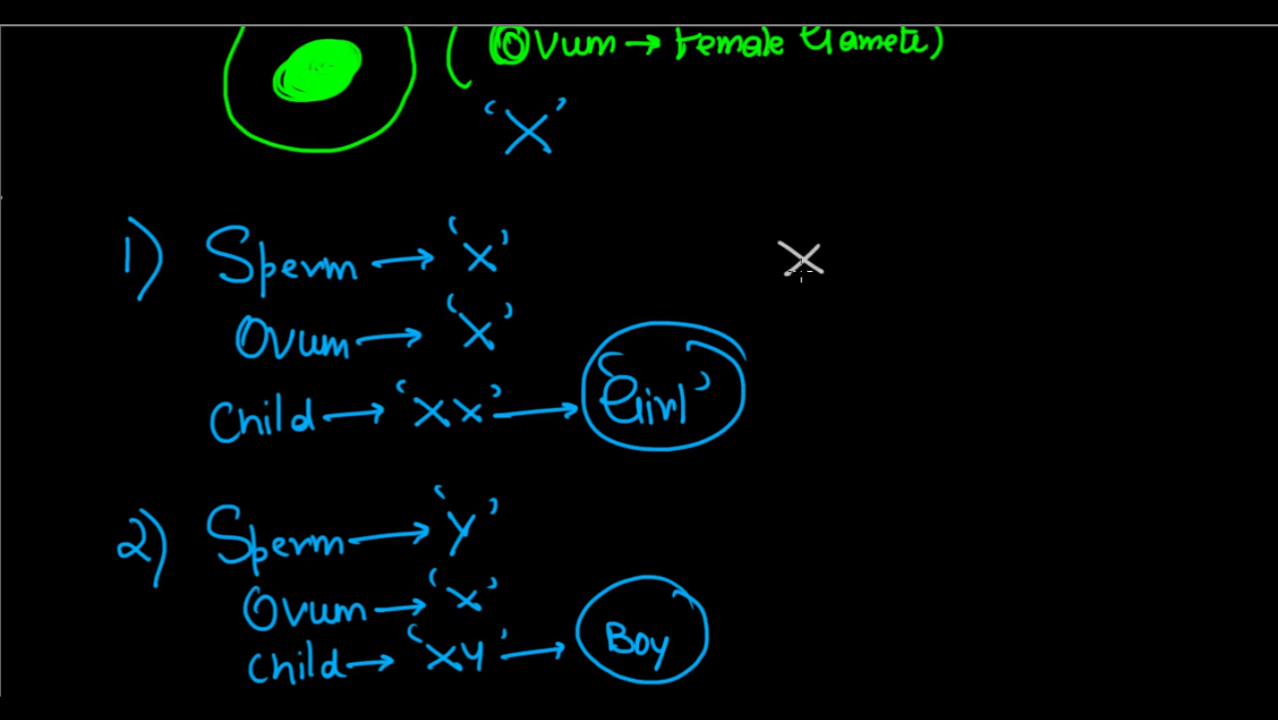 (Ovum → Female Gamete)
'X'
1) Sperm → 'X'
X
Ovum → 'X'
Child → 'XX' → 'Girl'
2) Sperm → 'Y'
Ovum → 'X'
Child → 'XY' → Boy